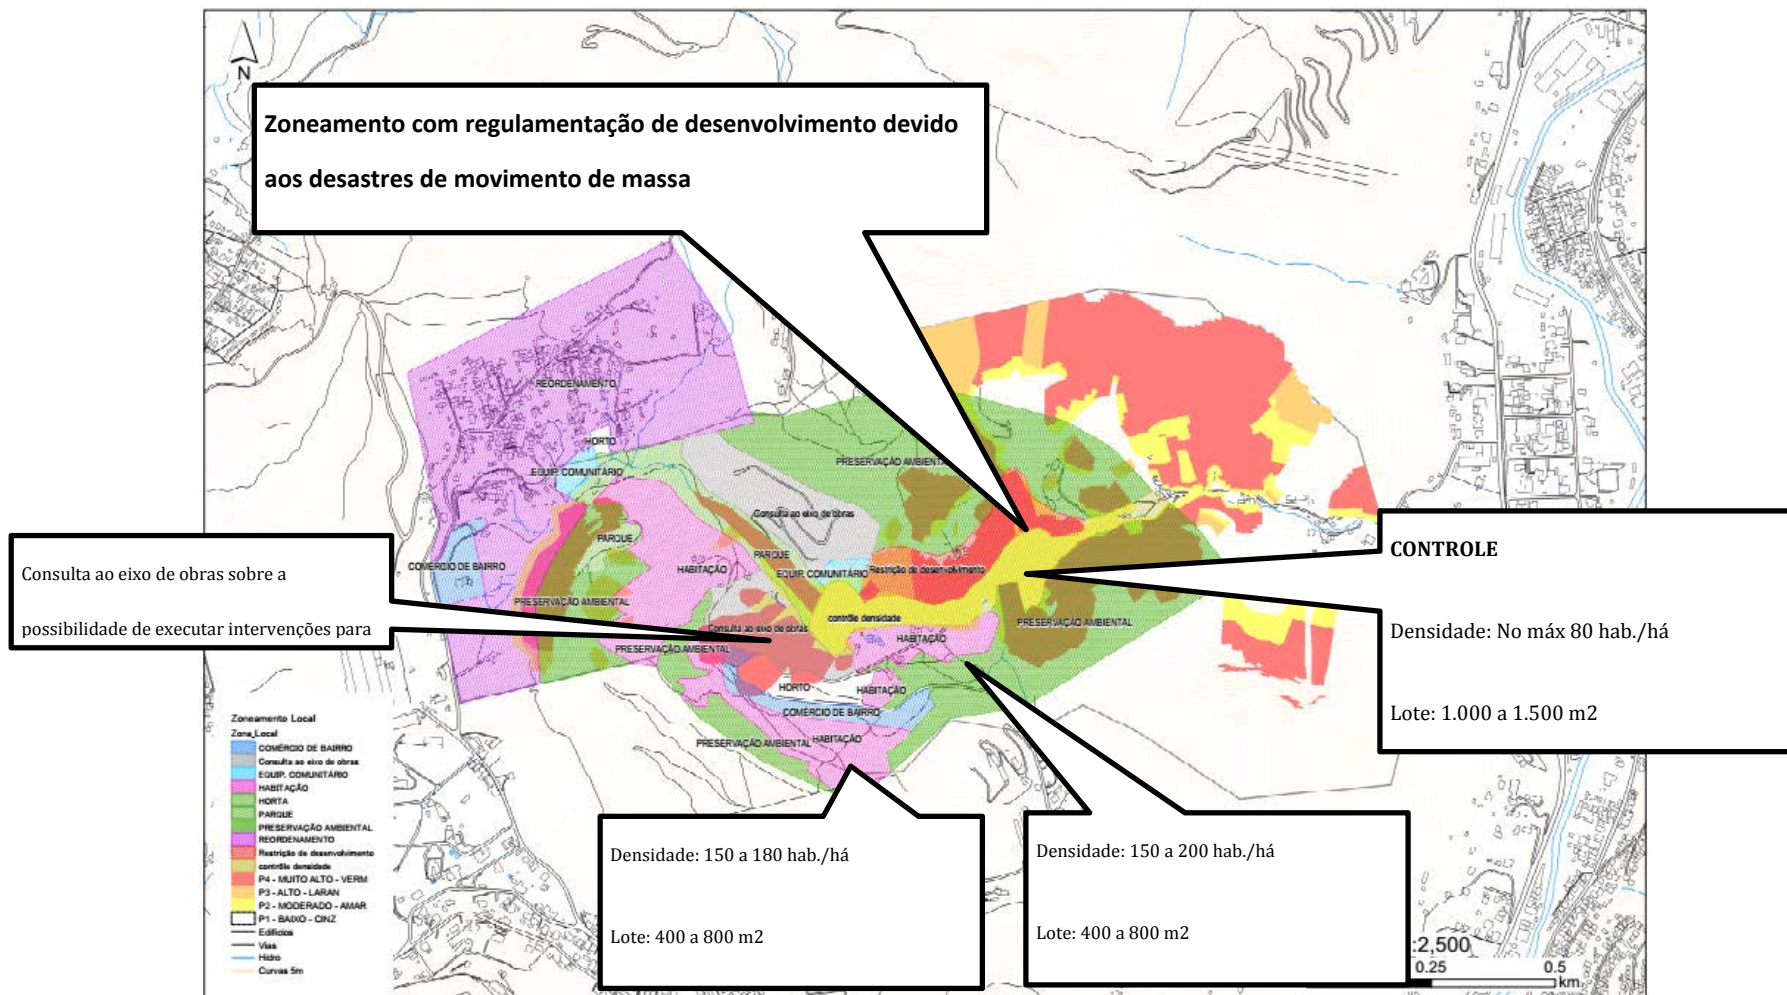 N
Zoneamento com regulamentação de desenvolvimento devido
aos desastres de movimento de massa
REORDENAMENTO
HORTO
EQUIP. COMUNITÁRIO
PRESERVAÇÃO AMBIENTAL
Consulta ao eixo de obras
PARQUE
PARQUE
HABITAÇÃO
EQUIP. COMUNITÁRIO
Restrição de desenvolvimento
COMÉRCIO DE BAIRRO
PRESERVAÇÃO AMBIENTAL
contrôle densidade
Consulta ao eixo de obras
HABITAÇÃO
PRESERVAÇÃO AMBIENTAL
PRESERVAÇÃO AMBIENTAL
HORTO
HABITAÇÃO
COMÉRCIO DE BAIRRO
PRESERVAÇÃO AMBIENTAL
HABITAÇÃO
Consulta ao eixo de obras sobre a
possibilidade de executar intervenções para
CONTROLE
Densidade: No máx 80 hab./há
Lote: 1.000 a 1.500 m2
Densidade: 150 a 180 hab./há
Lote: 400 a 800 m2
Densidade: 150 a 200 hab./há
Lote: 400 a 800 m2
Zoneamento Local
Zona_Local
COMÉRCIO DE BAIRRO
Consulta ao eixo de obras
EQUIP. COMUNITÁRIO
HABITAÇÃO
HORTA
PARQUE
PRESERVAÇÃO AMBIENTAL
REORDENAMENTO
Restrição de desenvolvimento
contrôle densidade
P4 - MUITO ALTO - VERM
P3 - ALTO - LARAN
P2 - MODERADO - AMAR
P1 - BAIXO - CINZ
Edifícios
Vias
Hidro
Curvas 5m
:2,500
0.25
0.5
km